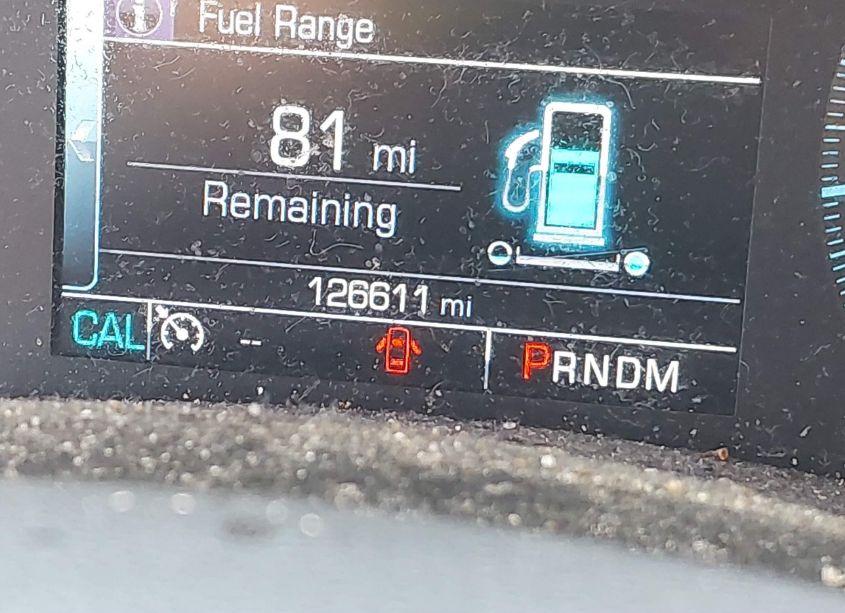 Fuel Range
81 mi
Remaining
126611 mi
CAL -- PRNDM